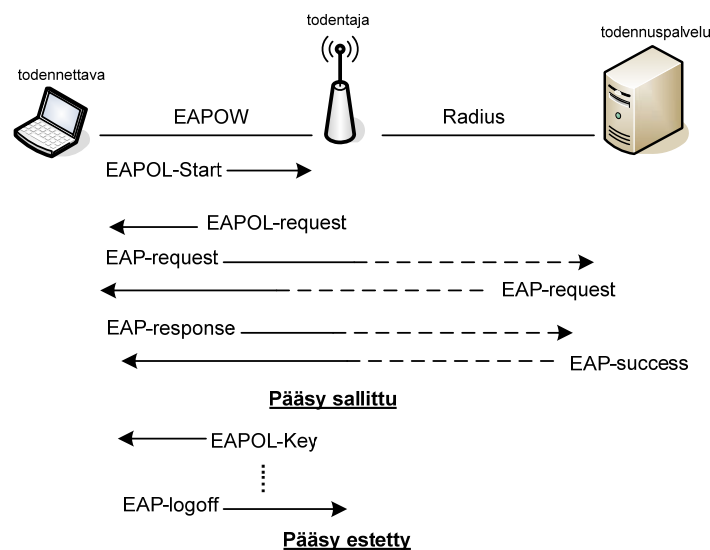 todentaja
todennettava
todennuspalvelu
EAPOW
Radius
EAPOL-Start
EAPOL-request
EAP-request
EAP-request
EAP-response
EAP-success
Pääsy sallittu
EAPOL-Key
EAP-logoff
Pääsy estetty